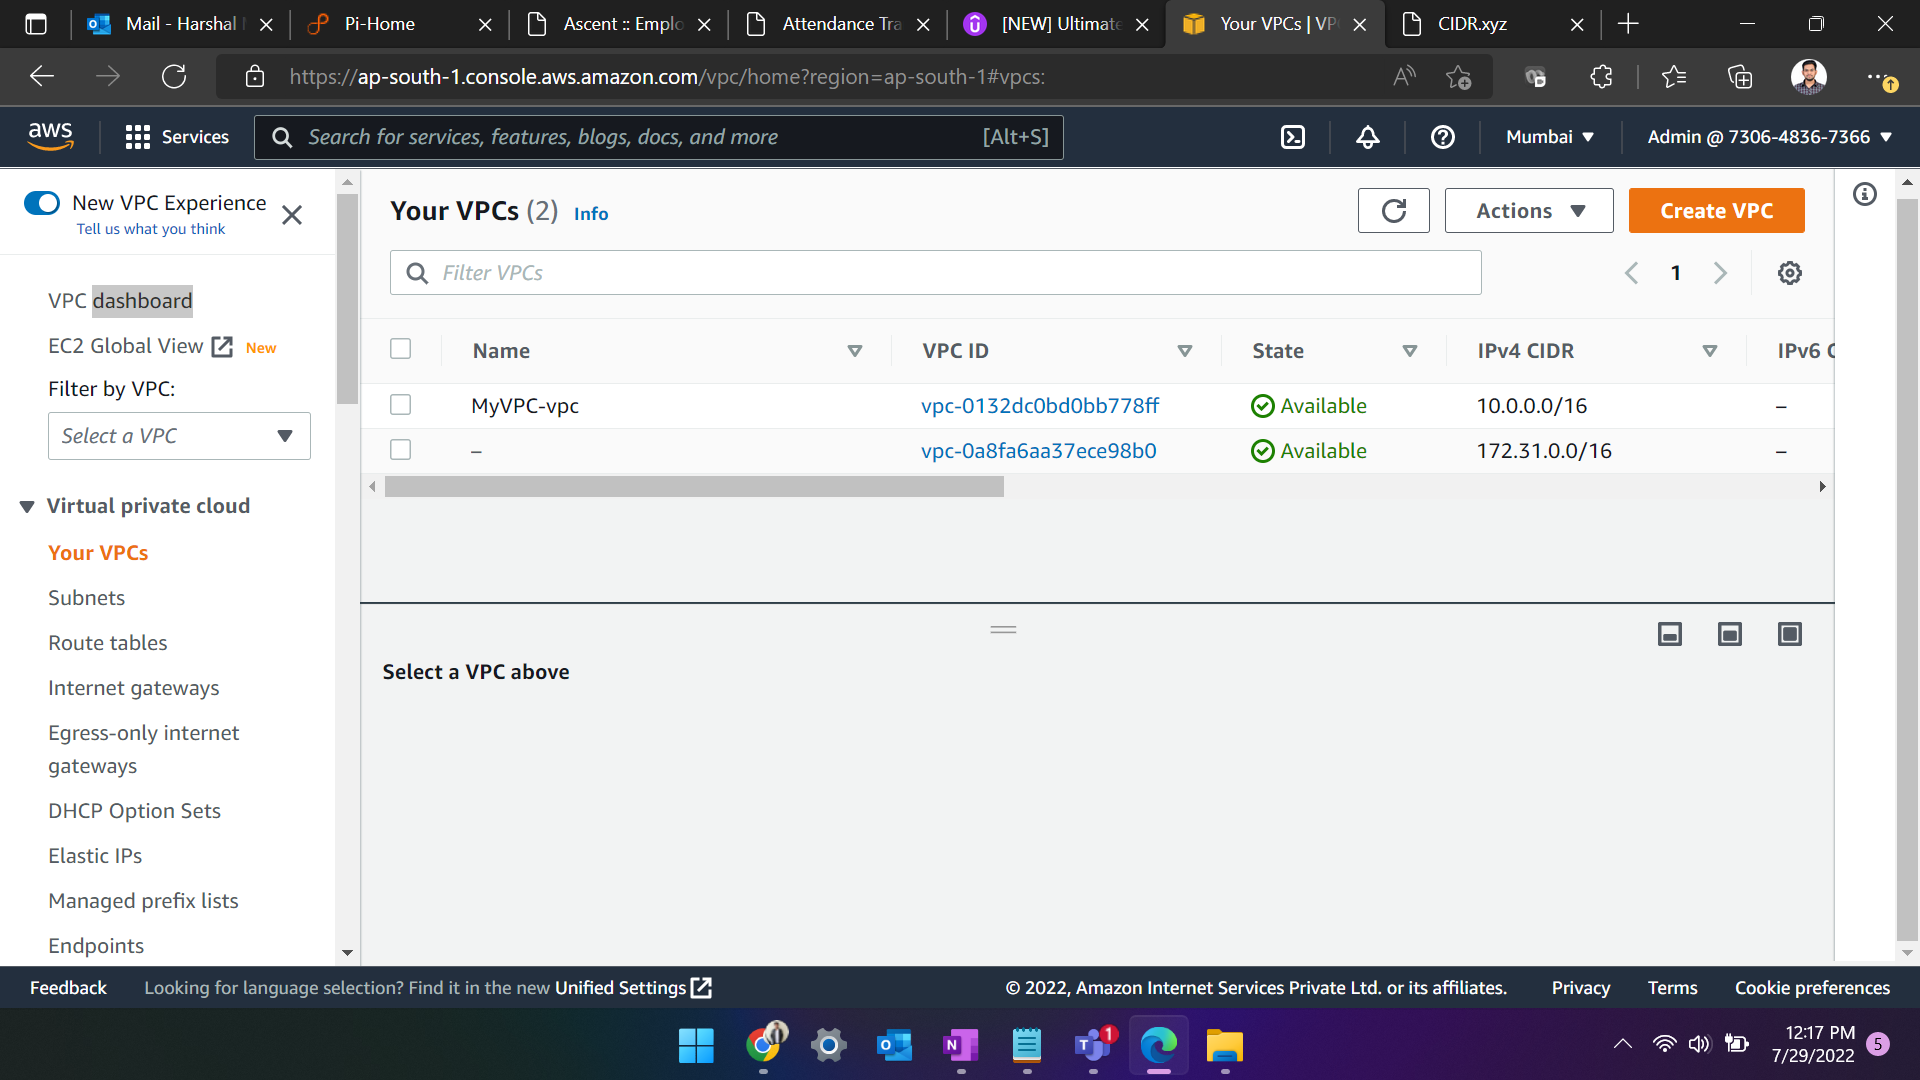 Mail - Harshal
Pi-Home
Ascent :: Emplo
Attendance Tra
[NEW] Ultimate
Your VPCs | VP
CIDR.xyz
https://ap-south-1.console.aws.amazon.com/vpc/home?region=ap-south-1#vpcs:
aws
Services
Search for services, features, blogs, docs, and more
[Alt+S]
Mumbai
Admin @ 7306-4836-7366
New VPC Experience
Tell us what you think
VPC dashboard
EC2 Global View
New
Filter by VPC:
Select a VPC
Virtual private cloud
Your VPCs
Subnets
Route tables
Internet gateways
Egress-only internet
gateways
DHCP Option Sets
Elastic IPs
Managed prefix lists
Endpoints
Your VPCs (2) Info
Actions
Create VPC
Filter VPCs
1
Name
VPC ID
State
IPv4 CIDR
IPv6 C
MyVPC-vpc
vpc-0132dc0bd0bb778ff
Available
10.0.0.0/16
–
–
vpc-0a8fa6aa37ece98b0
Available
172.31.0.0/16
–
Select a VPC above
Feedback
Looking for language selection? Find it in the new Unified Settings
© 2022, Amazon Internet Services Private Ltd. or its affiliates.
Privacy
Terms
Cookie preferences
1
12:17 PM
7/29/2022
5